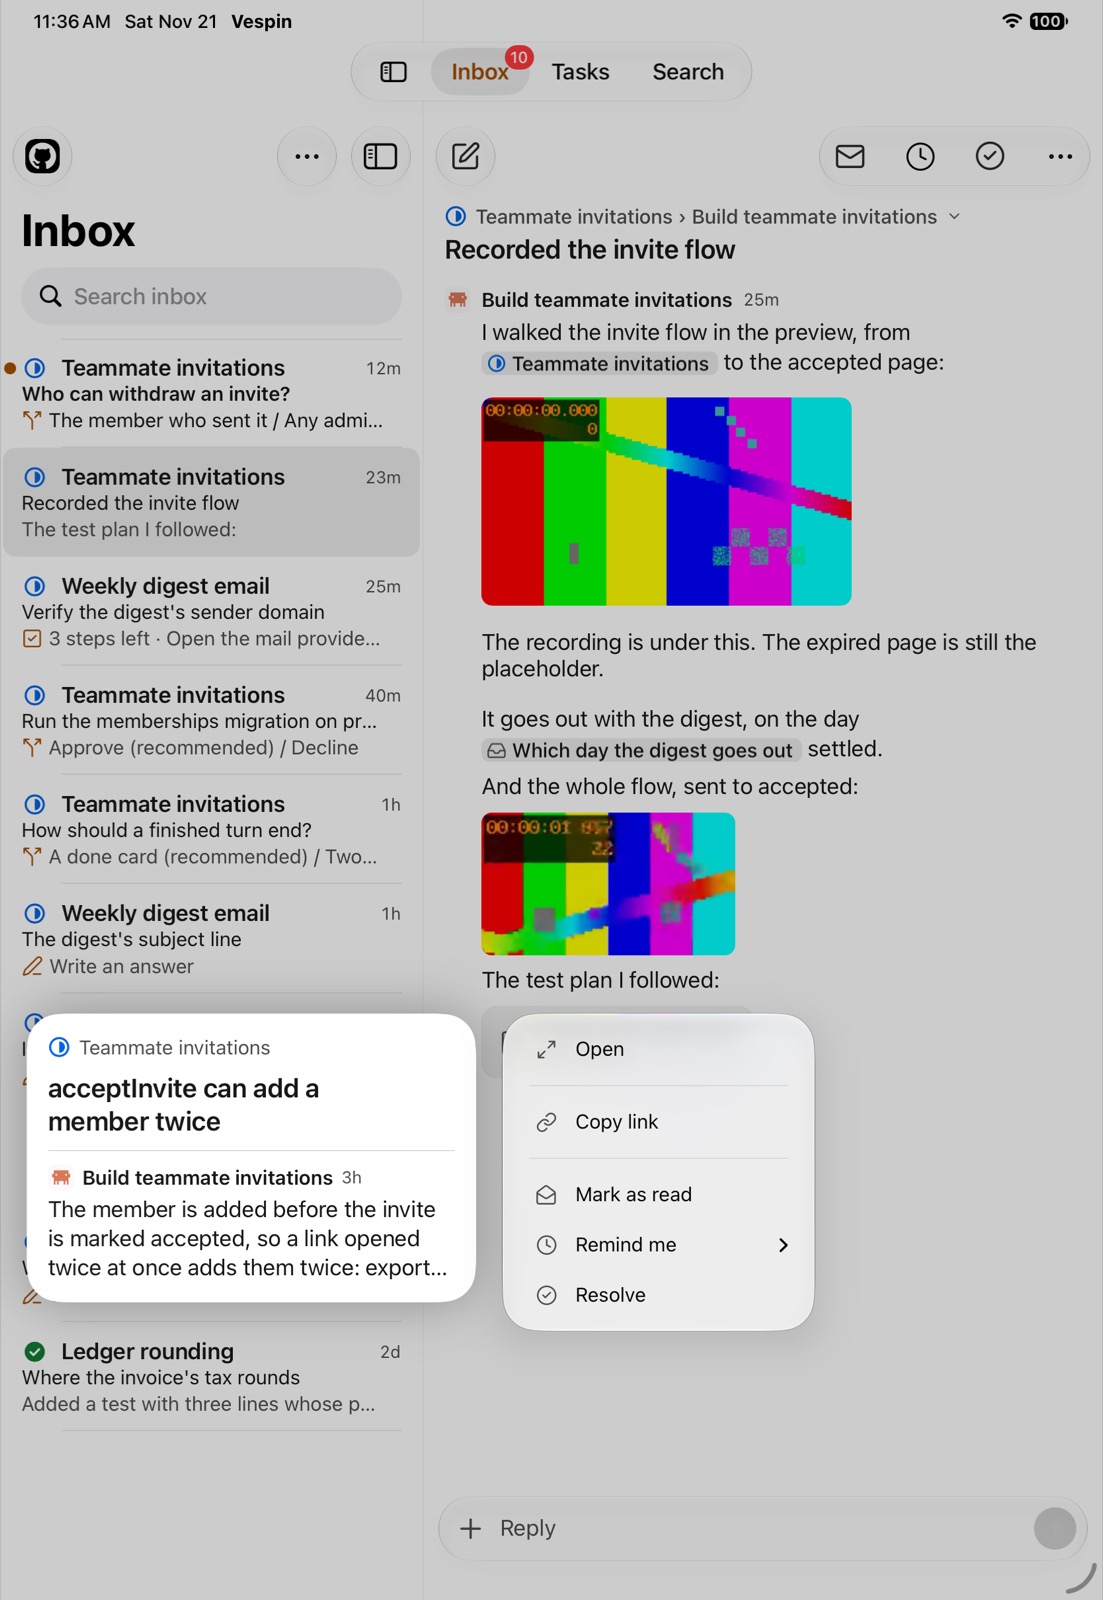 11:36 AM Sat Nov 21 Vespin
100
Inbox
10
Tasks
Search
Inbox
Search inbox
Teammate invitations 12m
Who can withdraw an invite?
The member who sent it / Any admi...
Teammate invitations 23m
Recorded the invite flow
The test plan I followed:
Weekly digest email 25m
Verify the digest's sender domain
3 steps left · Open the mail provide...
Teammate invitations 40m
Run the memberships migration on pr...
Approve (recommended) / Decline
Teammate invitations 1h
How should a finished turn end?
A done card (recommended) / Two...
Weekly digest email 1h
The digest's subject line
Write an answer
Teammate invitations
acceptInvite can add a
member twice
Build teammate invitations 3h
The member is added before the invite
is marked accepted, so a link opened
twice at once adds them twice: export...
Ledger rounding 2d
Where the invoice's tax rounds
Added a test with three lines whose p...
Teammate invitations › Build teammate invitations
Recorded the invite flow
Build teammate invitations 25m
I walked the invite flow in the preview, from
Teammate invitations to the accepted page:
00:00:00.000
0
The recording is under this. The expired page is still the
placeholder.
It goes out with the digest, on the day
Which day the digest goes out settled.
And the whole flow, sent to accepted:
00:00:01
22
The test plan I followed:
Open
Copy link
Mark as read
Remind me
Resolve
Reply